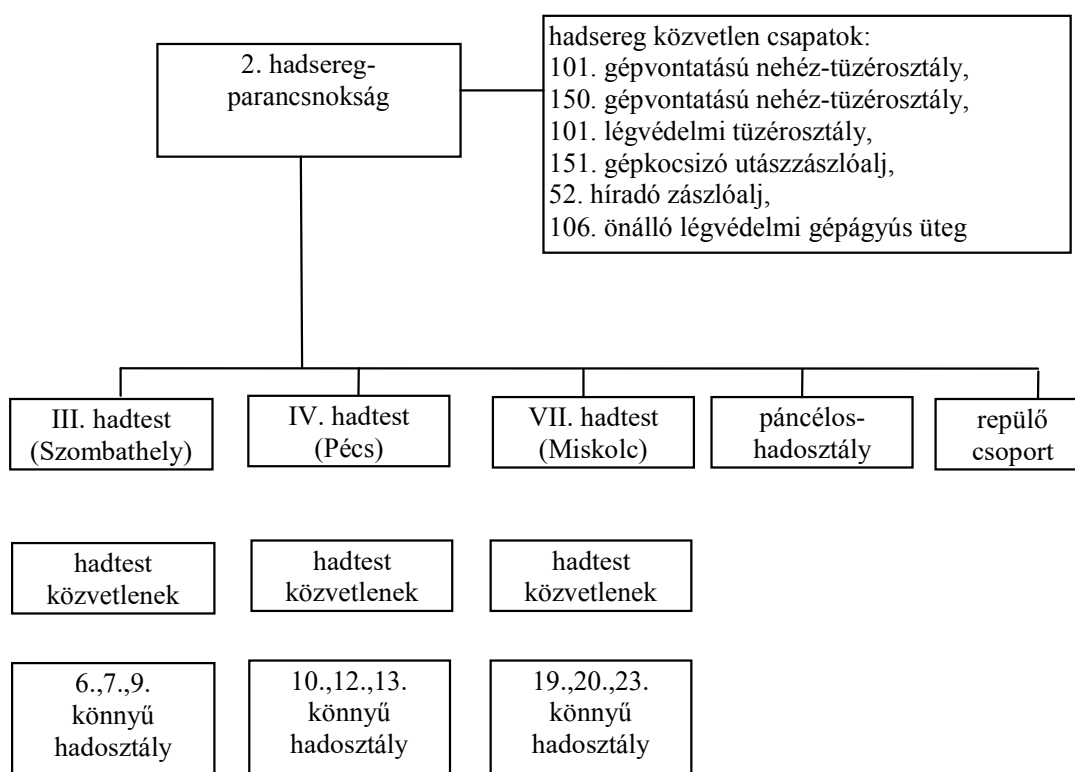 2. hadsereg-
parancsnokság
hadsereg közvetlen csapatok:
101. gépvontatású nehéz-tüzérosztály,
150. gépvontatású nehéz-tüzérosztály,
101. légvédelmi tüzérosztály,
151. gépkocsizó utászzászlóalj,
52. híradó zászlóalj,
106. önálló légvédelmi gépágyús üteg
III. hadtest
(Szombathely)
IV. hadtest
(Pécs)
VII. hadtest
(Miskolc)
páncélos-
hadosztály
repülő
csoport
hadtest
közvetlenek
hadtest
közvetlenek
hadtest
közvetlenek
6.,7.,9.
könnyű
hadosztály
10.,12.,13.
könnyű
hadosztály
19.,20.,23.
könnyű
hadosztály